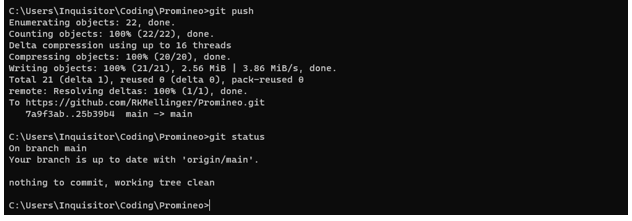 C:\Users\Inquisitor\Coding\Promineo>git push
Enumerating objects: 22, done.
Counting objects: 100% (22/22), done.
Delta compression using up to 16 threads
Compressing objects: 100% (20/20), done.
Writing objects: 100% (21/21), 2.56 MiB | 3.86 MiB/s, done.
Total 21 (delta 1), reused 0 (delta 0), pack-reused 0
remote: Resolving deltas: 100% (1/1), done.
To https://github.com/RKMellinger/Promineo.git
   7a9f3ab..25b39b4  main -> main
C:\Users\Inquisitor\Coding\Promineo>git status
On branch main
Your branch is up to date with 'origin/main'.
nothing to commit, working tree clean
C:\Users\Inquisitor\Coding\Promineo>